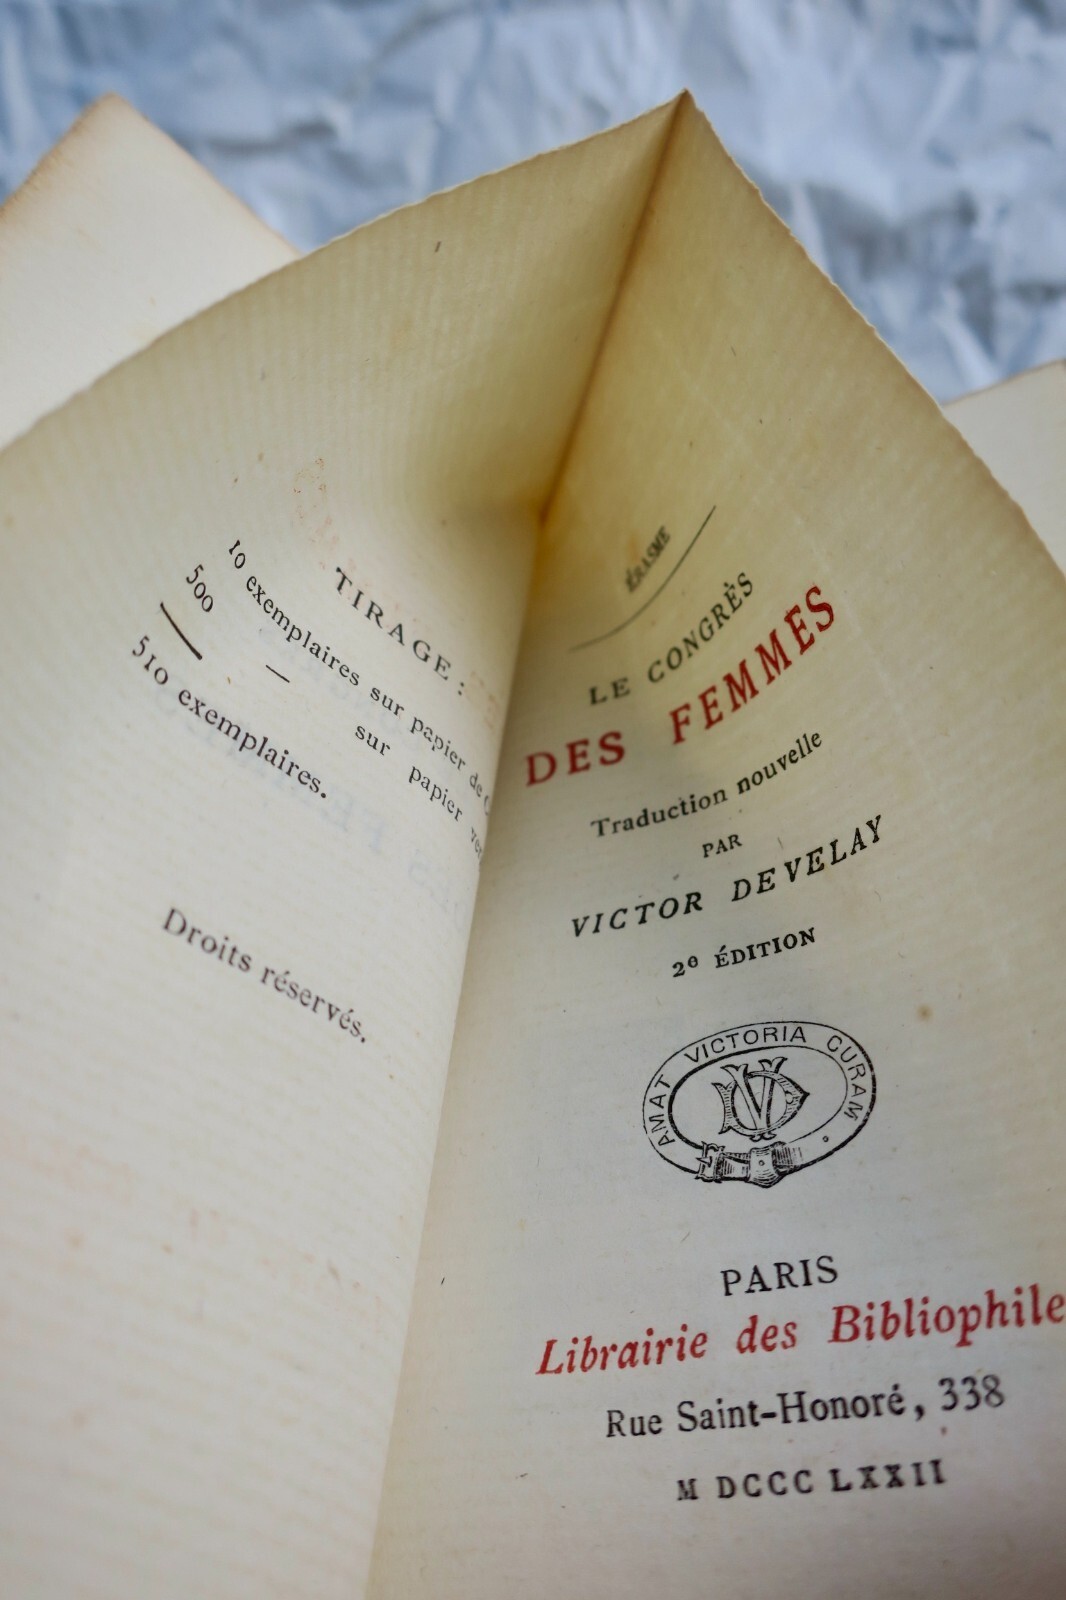 TIRAGE :
10 exemplaires sur papier de
500 — sur papier
510 exemplaires.
Droits réservés.
ÉRASME
LE CONGRÈS
DES FEMMES
Traduction nouvelle
PAR
VICTOR DEVELAY
2e ÉDITION
AMAT VICTORIA CURAM
VD
PARIS
Librairie des Bibliophile
Rue Saint-Honoré, 338
M DCCC LXXII